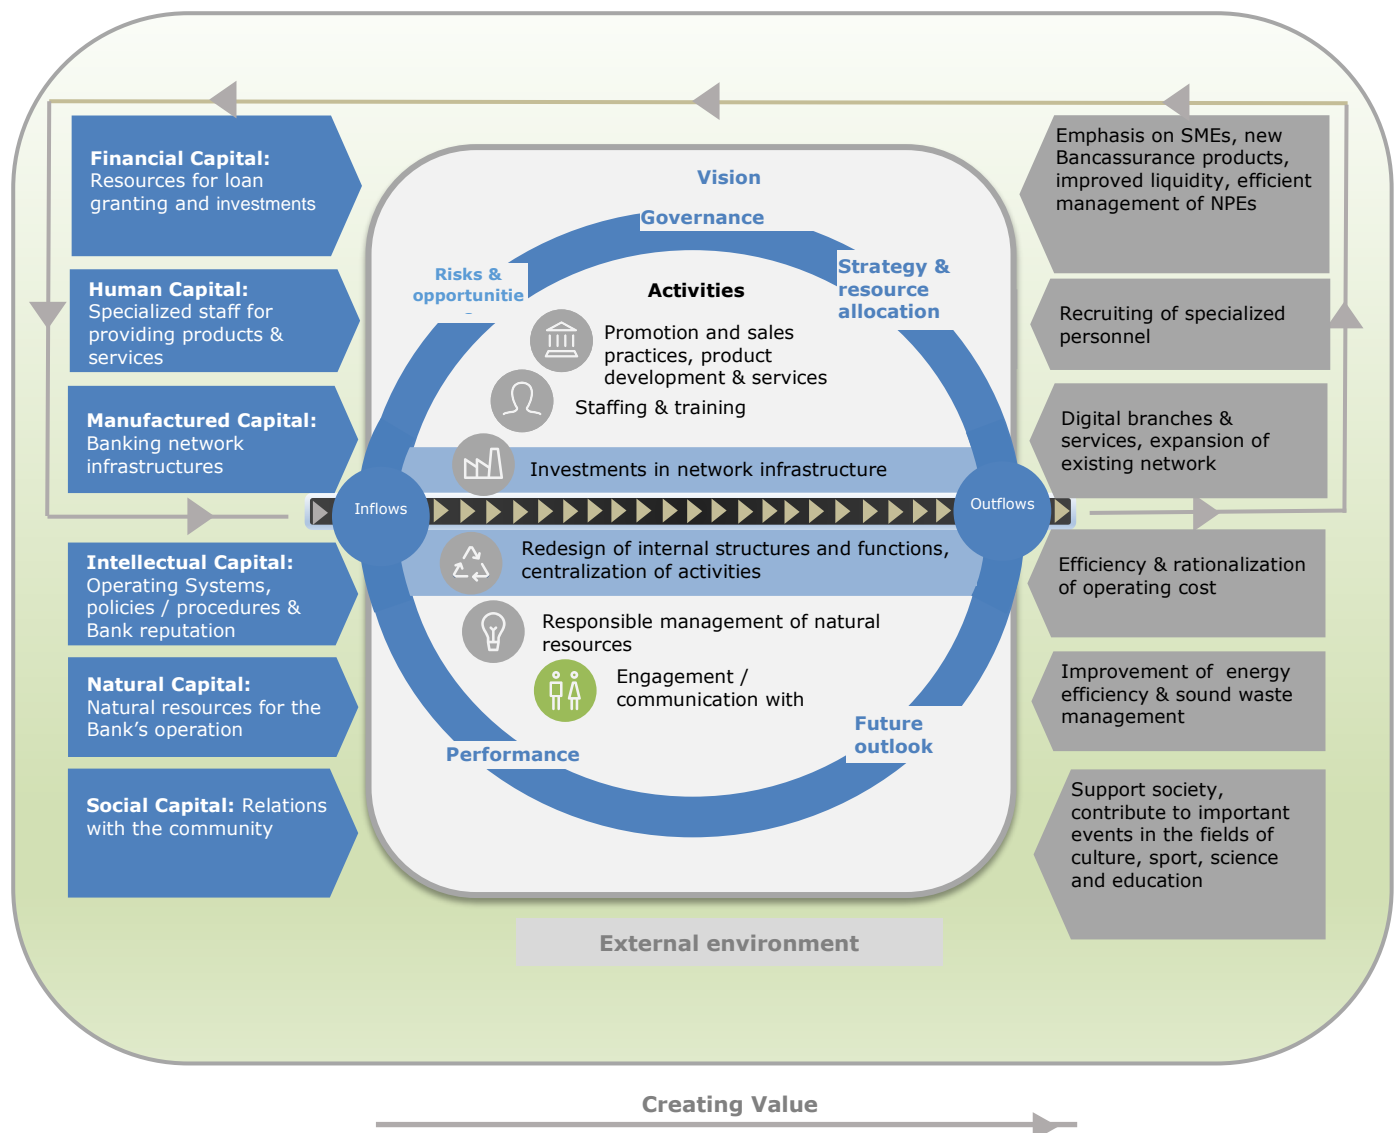 Financial Capital:
Resources for loan
granting and investments
Human Capital:
Specialized staff for
providing products &
services
Manufactured Capital:
Banking network
infrastructures
Intellectual Capital:
Operating Systems,
policies / procedures &
Bank reputation
Natural Capital:
Natural resources for the
Bank’s operation
Social Capital: Relations
with the community
Vision
Governance
Risks &
opportunitie
Strategy &
resource
allocation
Activities
Promotion and sales
practices, product
development & services
Staffing & training
Investments in network infrastructure
Inflows
Outflows
Redesign of internal structures and functions,
centralization of activities
Responsible management of natural
resources
Engagement /
communication with
Performance
Future
outlook
Emphasis on SMEs, new
Bancassurance products,
improved liquidity, efficient
management of NPEs
Recruiting of specialized
personnel
Digital branches &
services, expansion of
existing network
Efficiency & rationalization
of operating cost
Improvement of energy
efficiency & sound waste
management
Support society,
contribute to important
events in the fields of
culture, sport, science
and education
External environment
Creating Value